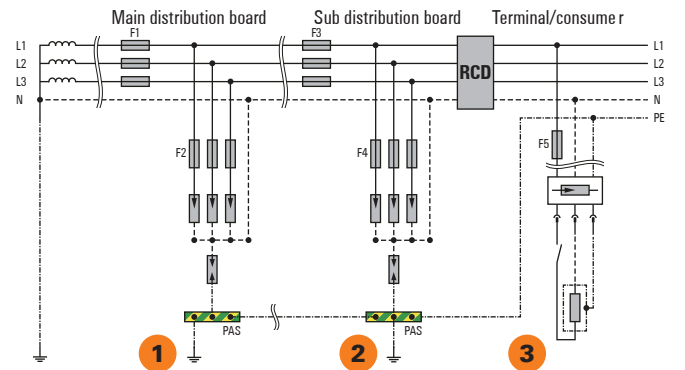 Main distribution board Sub distribution board Terminal/consume r
F1 F3
L1 L1
L2 L2
RCD
L3 L3
N N
PE
F2 F4 F5
PAS PAS
1 2 3